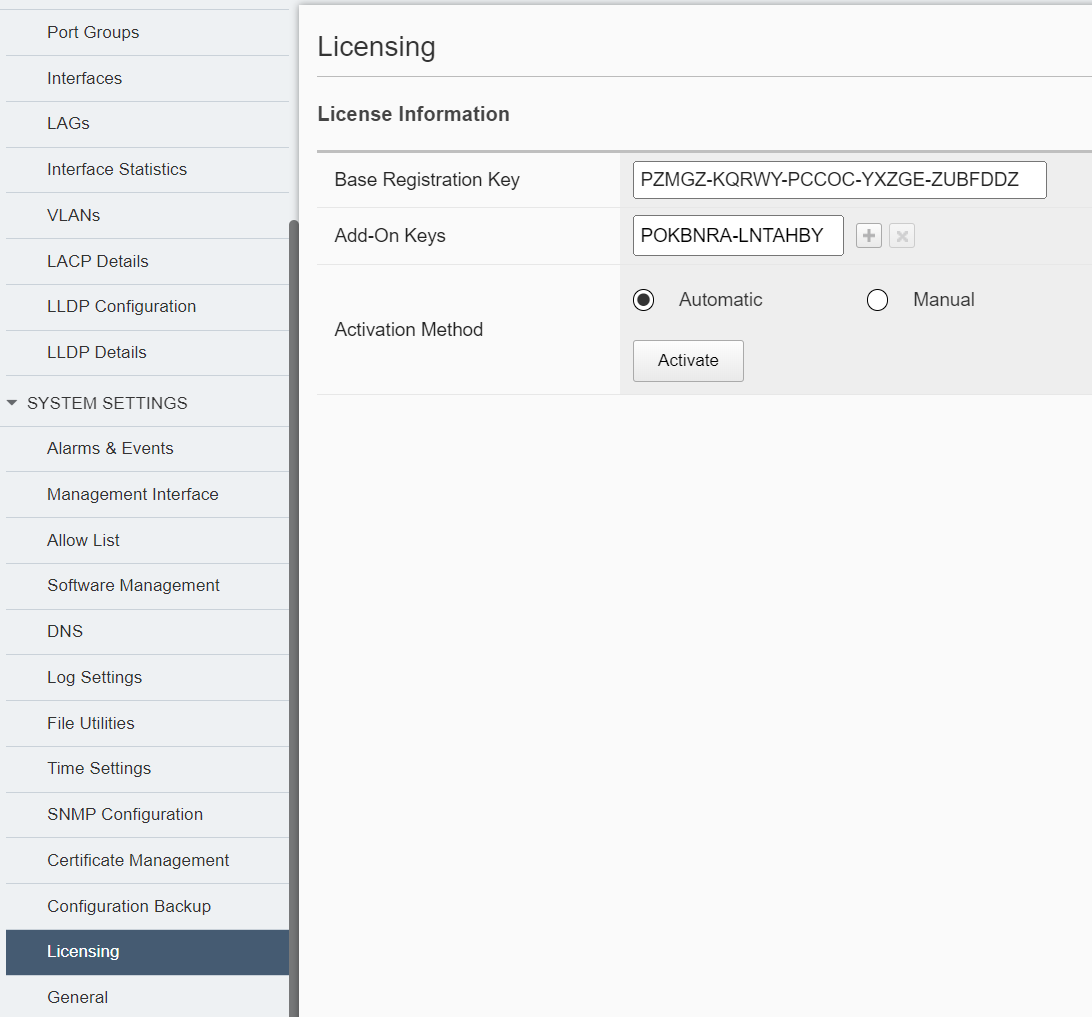 Port Groups
Interfaces
LAGs
Interface Statistics
VLANs
LACP Details
LLDP Configuration
LLDP Details
SYSTEM SETTINGS
Alarms & Events
Management Interface
Allow List
Software Management
DNS
Log Settings
File Utilities
Time Settings
SNMP Configuration
Certificate Management
Configuration Backup
Licensing
General
Licensing
License Information
Base Registration Key PZMGZ-KQRWY-PCCOC-YXZGE-ZUBFDDZ
Add-On Keys POKBNRA-LNTAHBY
Activation Method Automatic Manual
Activate